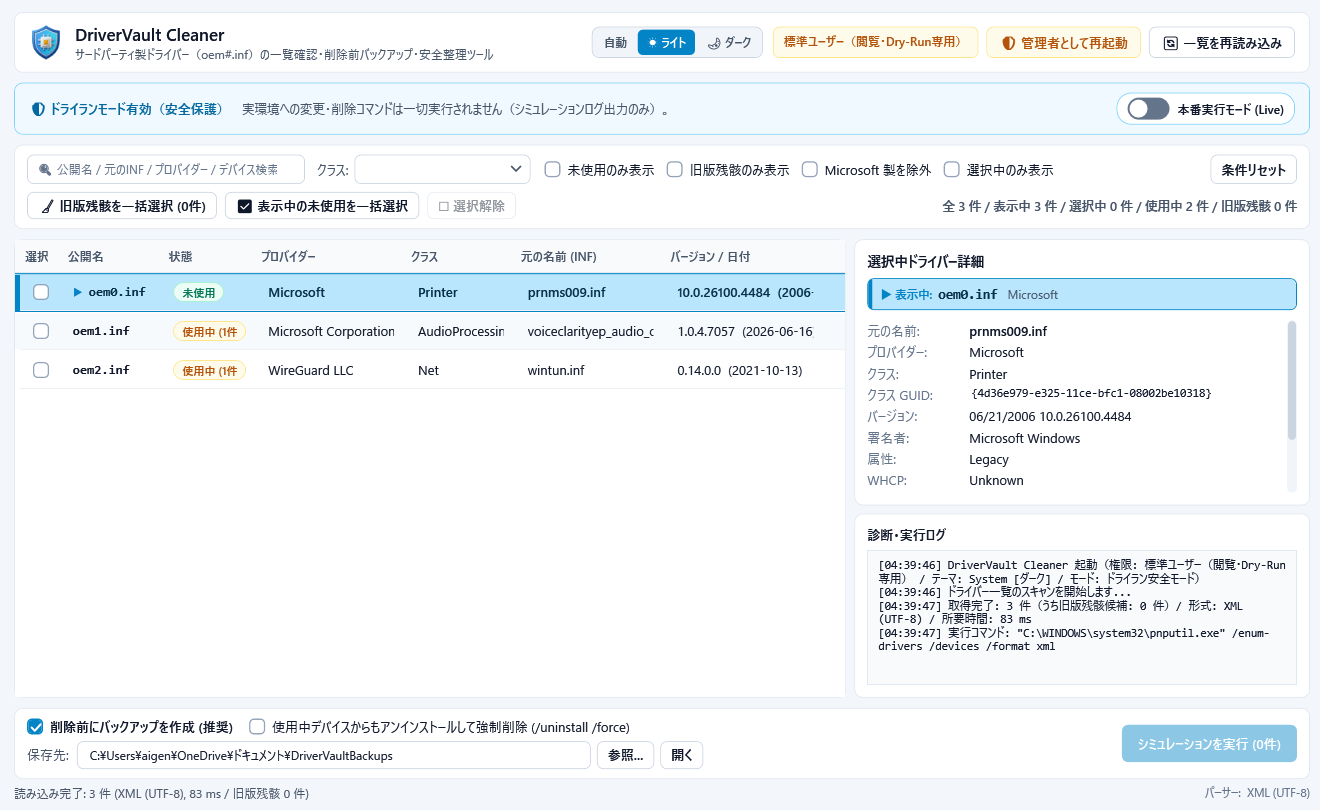 DriverVault Cleaner
サードパーティ製ドライバー（oem#.inf）の一覧確認・削除前バックアップ・安全整理ツール
自動 ライト ダーク 標準ユーザー（閲覧・Dry-Run専用） 管理者として再起動 一覧を再読み込み
ドライランモード有効（安全保護） 実環境への変更・削除コマンドは一切実行されません（シミュレーションログ出力のみ）。 本番実行モード (Live)
公開名 / 元のINF / プロバイダー / デバイス検索 クラス: 未使用のみ表示 旧版残骸のみ表示 Microsoft 製を除外 選択中のみ表示 条件リセット
旧版残骸を一括選択 (0件) 表示中の未使用を一括選択 選択解除 全 3 件 / 表示中 3 件 / 選択中 0 件 / 使用中 2 件 / 旧版残骸 0 件
選択 公開名 状態 プロバイダー クラス 元の名前 (INF) バージョン / 日付
▶ oem0.inf 未使用 Microsoft Printer prnms009.inf 10.0.26100.4484 (2006-
oem1.inf 使用中 (1件 Microsoft Corporation AudioProcessin voiceclarityep_audio_c 1.0.4.7057 (2026-06-16
oem2.inf 使用中 (1件 WireGuard LLC Net wintun.inf 0.14.0.0 (2021-10-13)
選択中ドライバー詳細
▶ 表示中: oem0.inf Microsoft
元の名前: prnms009.inf
プロバイダー: Microsoft
クラス: Printer
クラス GUID: {4d36e979-e325-11ce-bfc1-08002be10318}
バージョン: 06/21/2006 10.0.26100.4484
署名者: Microsoft Windows
属性: Legacy
WHCP: Unknown
診断・実行ログ
[04:39:46] DriverVault Cleaner 起動（権限: 標準ユーザー（閲覧・Dry-Run
専用） / テーマ: System [ダーク] / モード: ドライラン安全モード）
[04:39:46] ドライバー一覧のスキャンを開始します...
[04:39:47] 取得完了: 3 件（うち旧版残骸候補: 0 件）/ 形式: XML
(UTF-8) / 所要時間: 83 ms
[04:39:47] 実行コマンド: "C:\WINDOWS\system32\pnputil.exe" /enum-
drivers /devices /format xml
削除前にバックアップを作成 (推奨) 使用中デバイスからもアンインストールして強制削除 (/uninstall /force)
保存先: C:¥Users¥aigen¥OneDrive¥ドキュメント¥DriverVaultBackups 参照... 開く
シミュレーションを実行 (0件)
読み込み完了: 3 件 (XML (UTF-8), 83 ms / 旧版残骸 0 件) パーサー: XML (UTF-8)